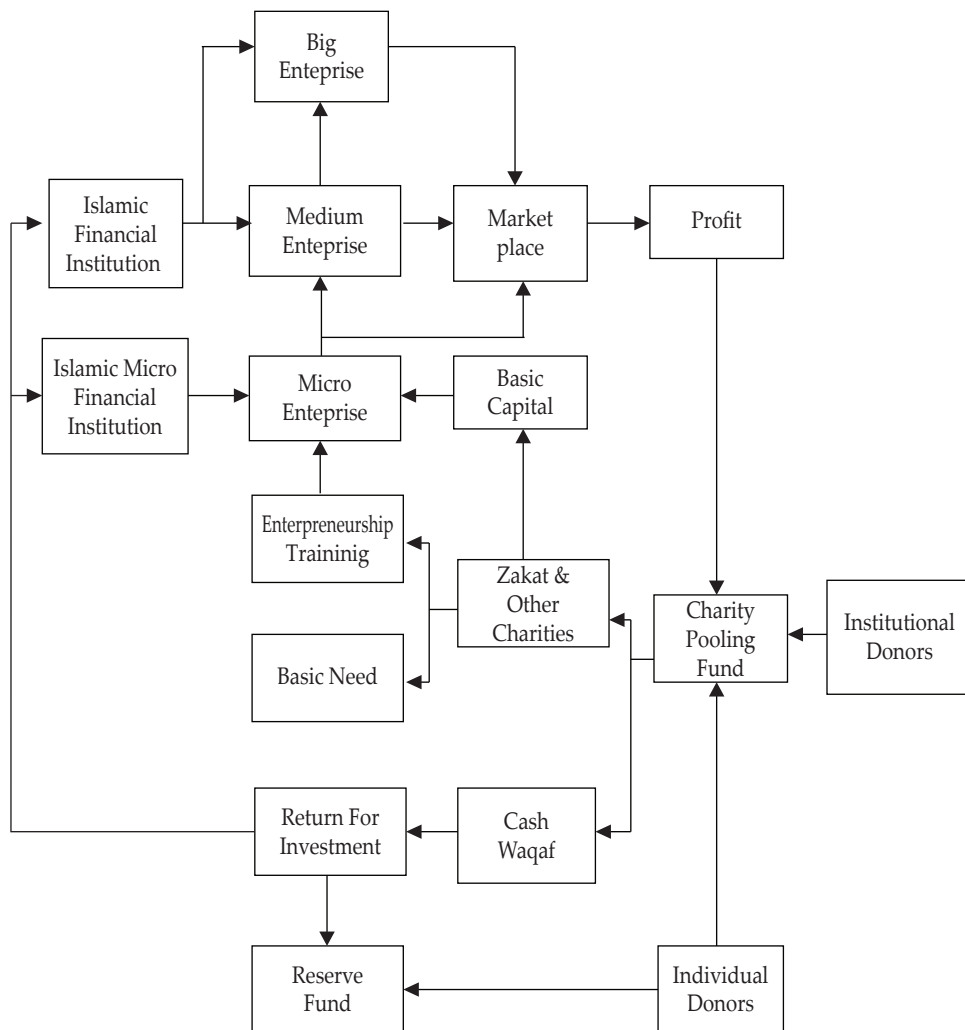 Big
Enteprise
Islamic
Financial
Institution
Medium
Enteprise
Market
place
Profit
Islamic Micro
Financial
Institution
Micro
Enteprise
Basic
Capital
Enterpreneurship
Traininig
Zakat &
Other
Charities
Charity
Pooling
Fund
Institutional
Donors
Basic Need
Return For
Investment
Cash
Waqaf
Reserve
Fund
Individual
Donors